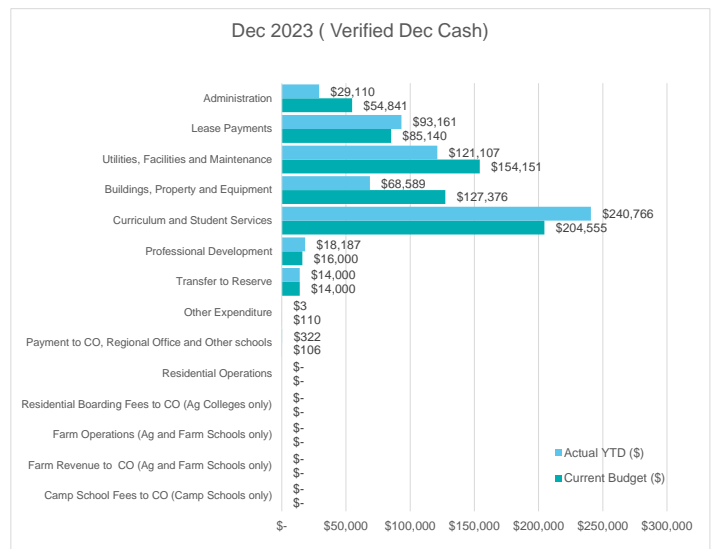 Dec 2023 ( Verified Dec Cash)
Administration
$29,110
$54,841
Lease Payments
$93,161
$85,140
Utilities, Facilities and Maintenance
$121,107
$154,151
Buildings, Property and Equipment
$68,589
$127,376
Curriculum and Student Services
$240,766
$204,555
Professional Development
$18,187
$16,000
Transfer to Reserve
$14,000
$14,000
Other Expenditure
$3
$110
Payment to CO, Regional Office and Other schools
$322
$106
Residential Operations
$-
$-
Residential Boarding Fees to CO (Ag Colleges only)
$-
$-
Farm Operations (Ag and Farm Schools only)
$-
$-
Farm Revenue to CO (Ag and Farm Schools only)
$-
$-
Camp School Fees to CO (Camp Schools only)
$-
$-
Actual YTD ($)
Current Budget ($)
$- $50,000 $100,000 $150,000 $200,000 $250,000 $300,000